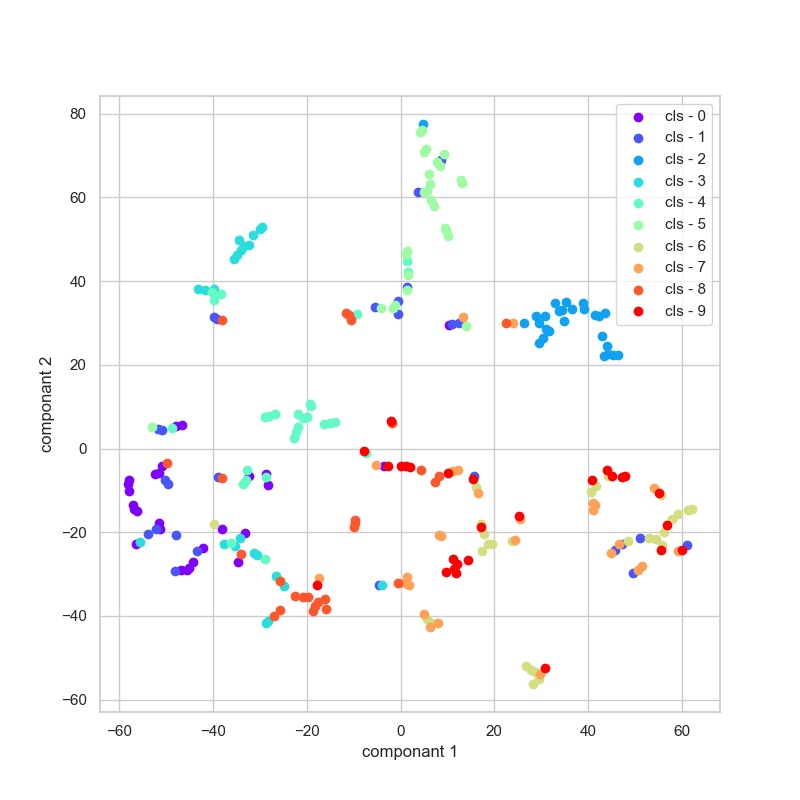 80
60
40
20
0
−20
−40
−60
−60
−40
−20
0
20
40
60
componant 1
componant 2
cls - 0
cls - 1
cls - 2
cls - 3
cls - 4
cls - 5
cls - 6
cls - 7
cls - 8
cls - 9